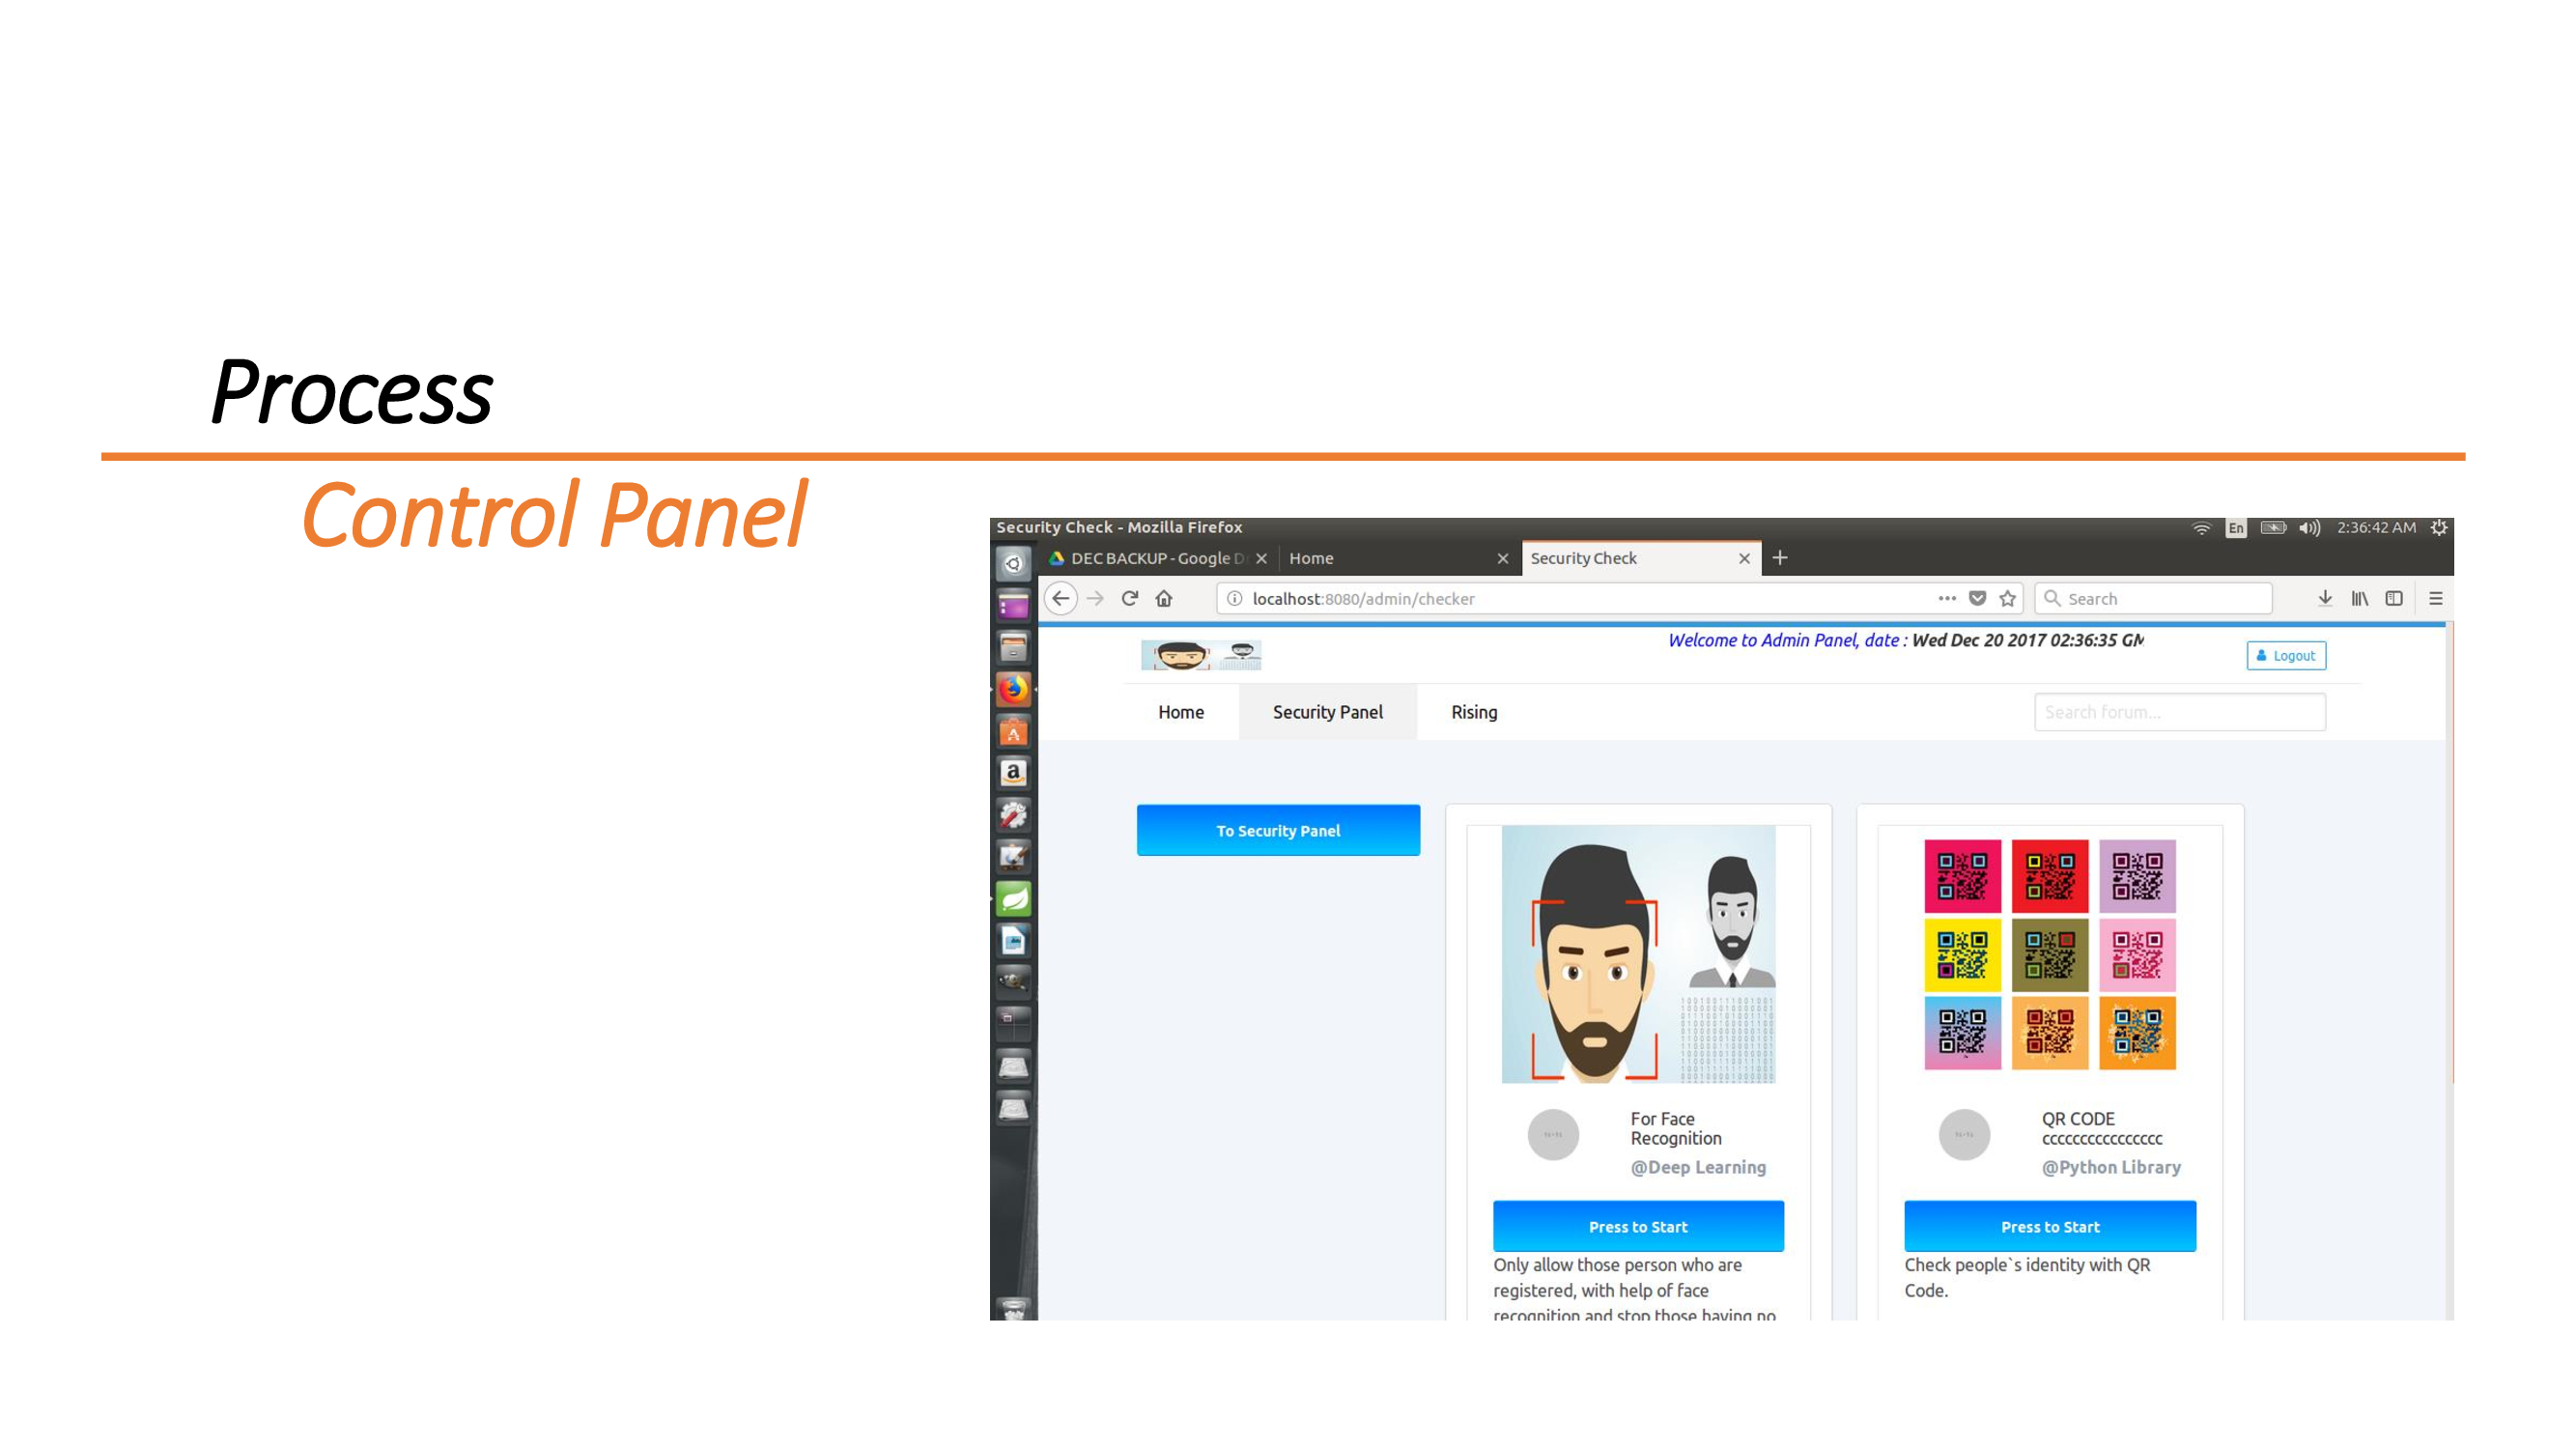 Process
Control Panel
Security Check - Mozilla Firefox
En
2:36:42 AM
DEC BACKUP - Google D
Home
Security Check
localhost:8080/admin/checker
Search
Welcome to Admin Panel, date : Wed Dec 20 2017 02:36:35 GM
Logout
Home
Security Panel
Rising
Search forum...
To Security Panel
For Face
Recognition
@Deep Learning
Press to Start
Only allow those person who are
registered, with help of face
recognition and stop those having no
QR CODE
cccccccccccccccc
@Python Library
Press to Start
Check people`s identity with QR
Code.